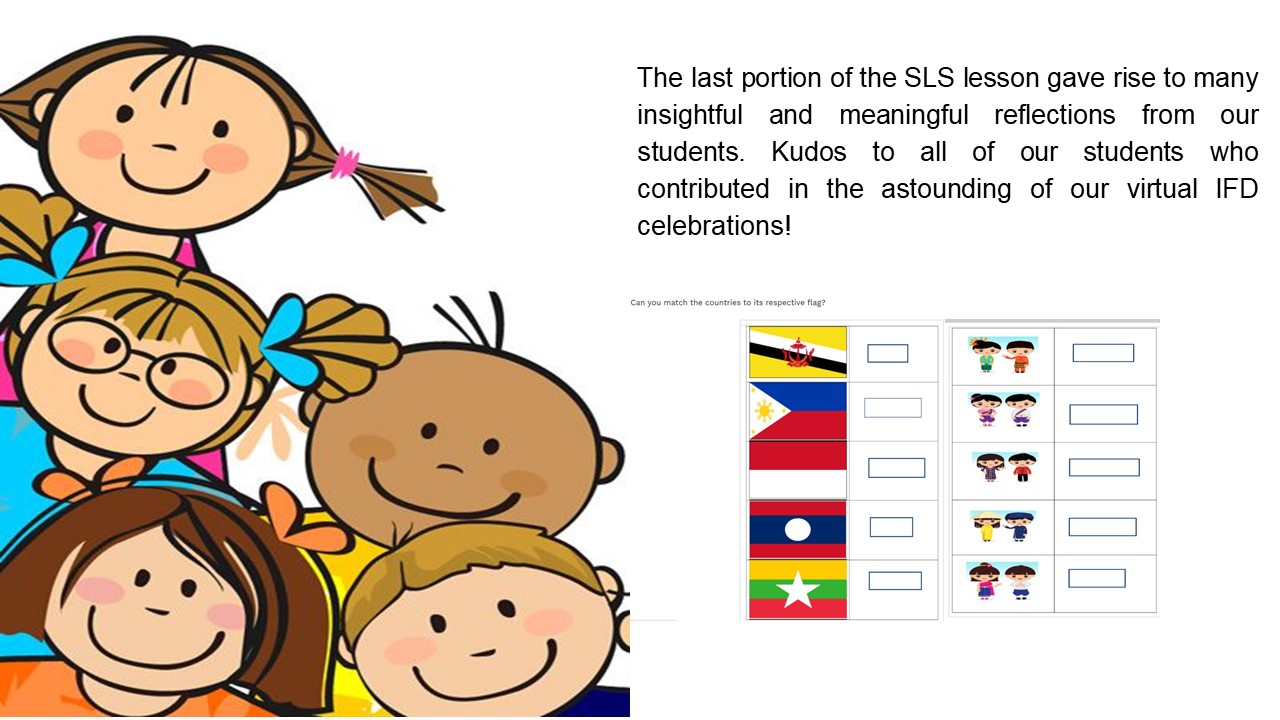 The last portion of the SLS lesson gave rise to many
insightful and meaningful reflections from our
students. Kudos to all of our students who
contributed in the astounding of our virtual IFD
celebrations!
Can you match the countries to its respective flag?